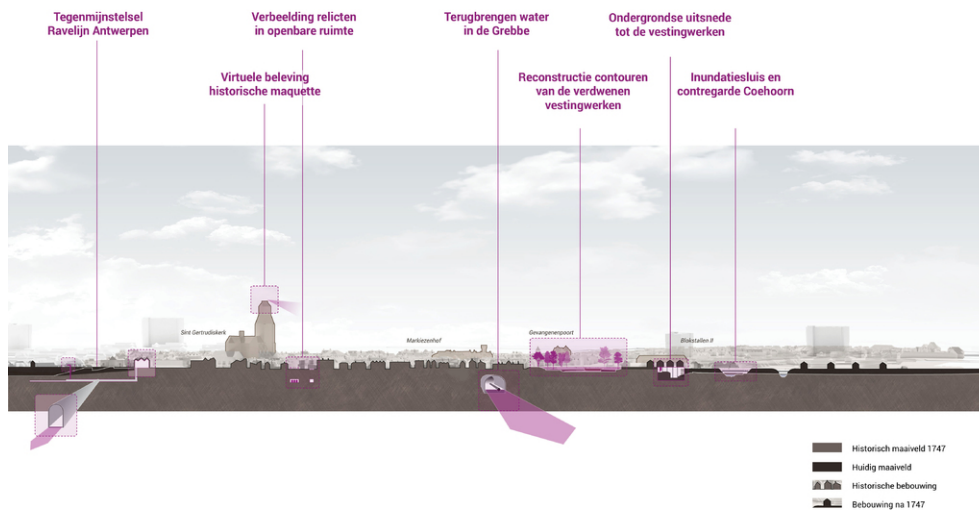 Tegenmijnstelsel
Ravelijn Antwerpen
Verbeelding relicten
in openbare ruimte
Terugbrengen water
in de Grebbe
Ondergrondse uitsnede
tot de vestingwerken
Virtuele beleving
historische maquette
Reconstructie contouren
van de verdwenen
vestingwerken
Inundatiesluis en
contregarde Coehoorn
Sint Gertrudiskerk
Markiezenhof
Gevangenenpoort
Blokstallen II
Historisch maaiveld 1747
Huidig maaiveld
Historische bebouwing
Bebouwing na 1747